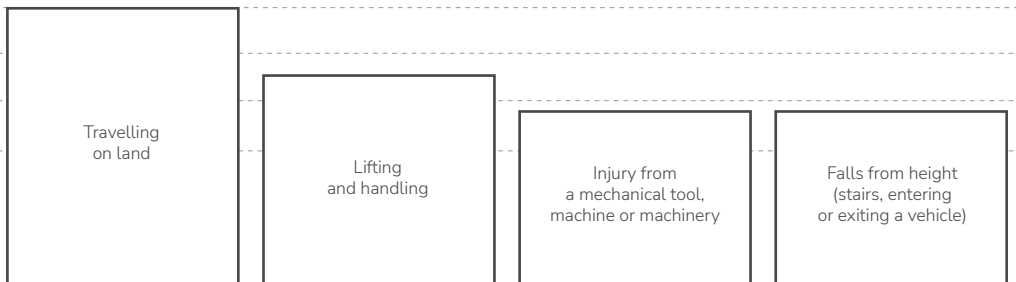 Travelling
on land
Lifting
and handling
Injury from
a mechanical tool,
machine or machinery
Falls from height
(stairs, entering
or exiting a vehicle)